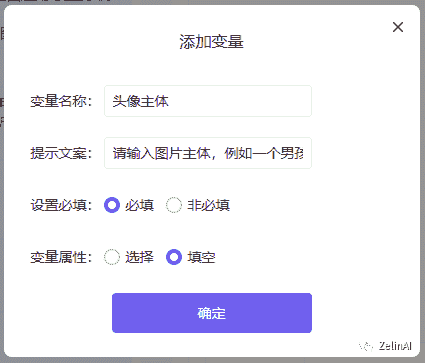 添加变量
变量名称: 头像主体
提示文案: 请输入图片主体，例如一个男孩
设置必填: 必填 非必填
变量属性: 选择 填空
确定
ZelinAI